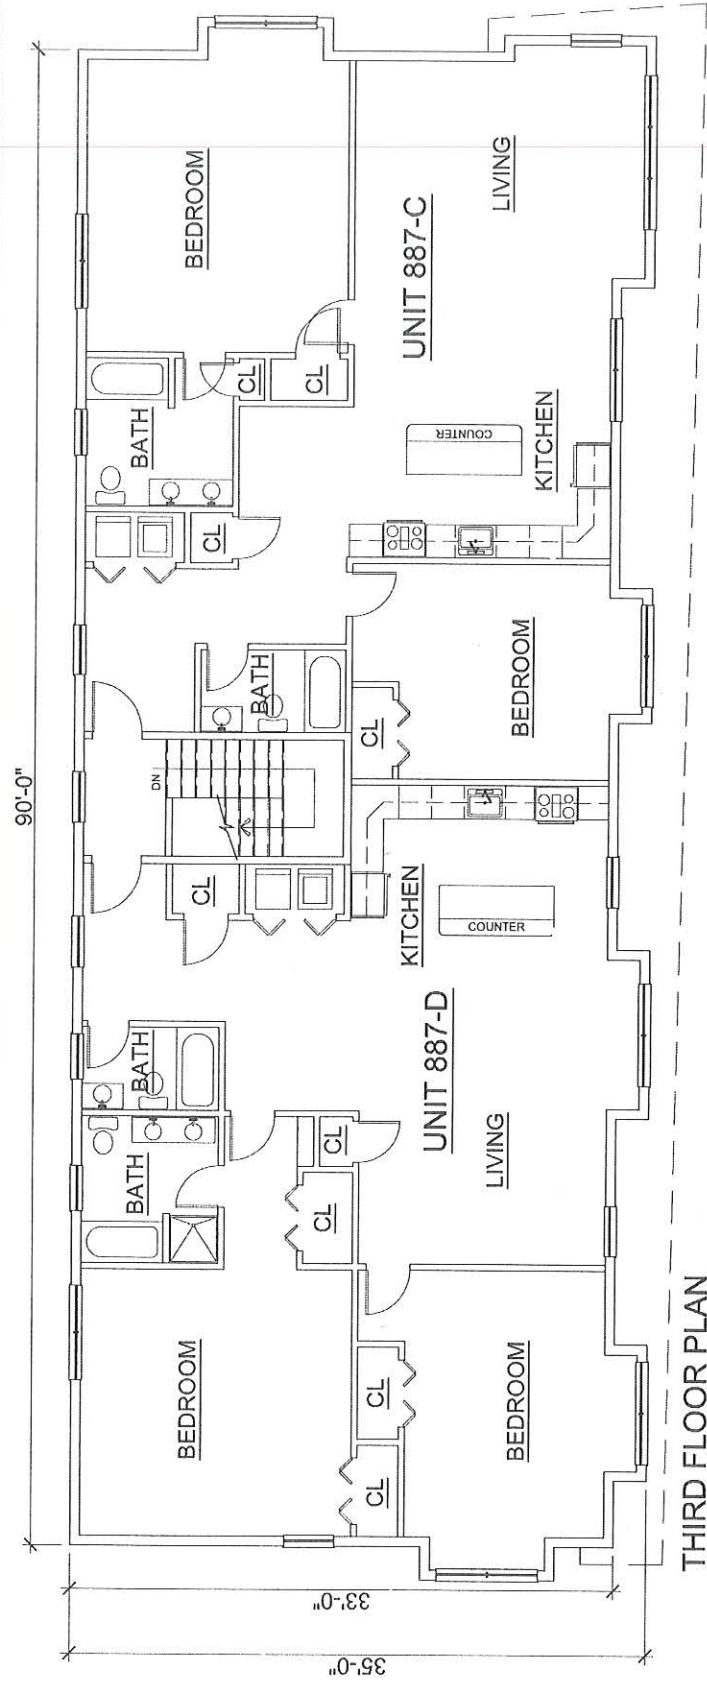 90'-0"
35'-0"
33'-0"
BATH
BATH
DN
BATH
BEDROOM
CL
CL
CL
BEDROOM
BATH
CL
CL
CL
CL
CL
CL
KITCHEN
UNIT 887-D
UNIT 887-C
COUNTER
COUNTER
BEDROOM
LIVING
BEDROOM
KITCHEN
LIVING
THIRD FLOOR PLAN